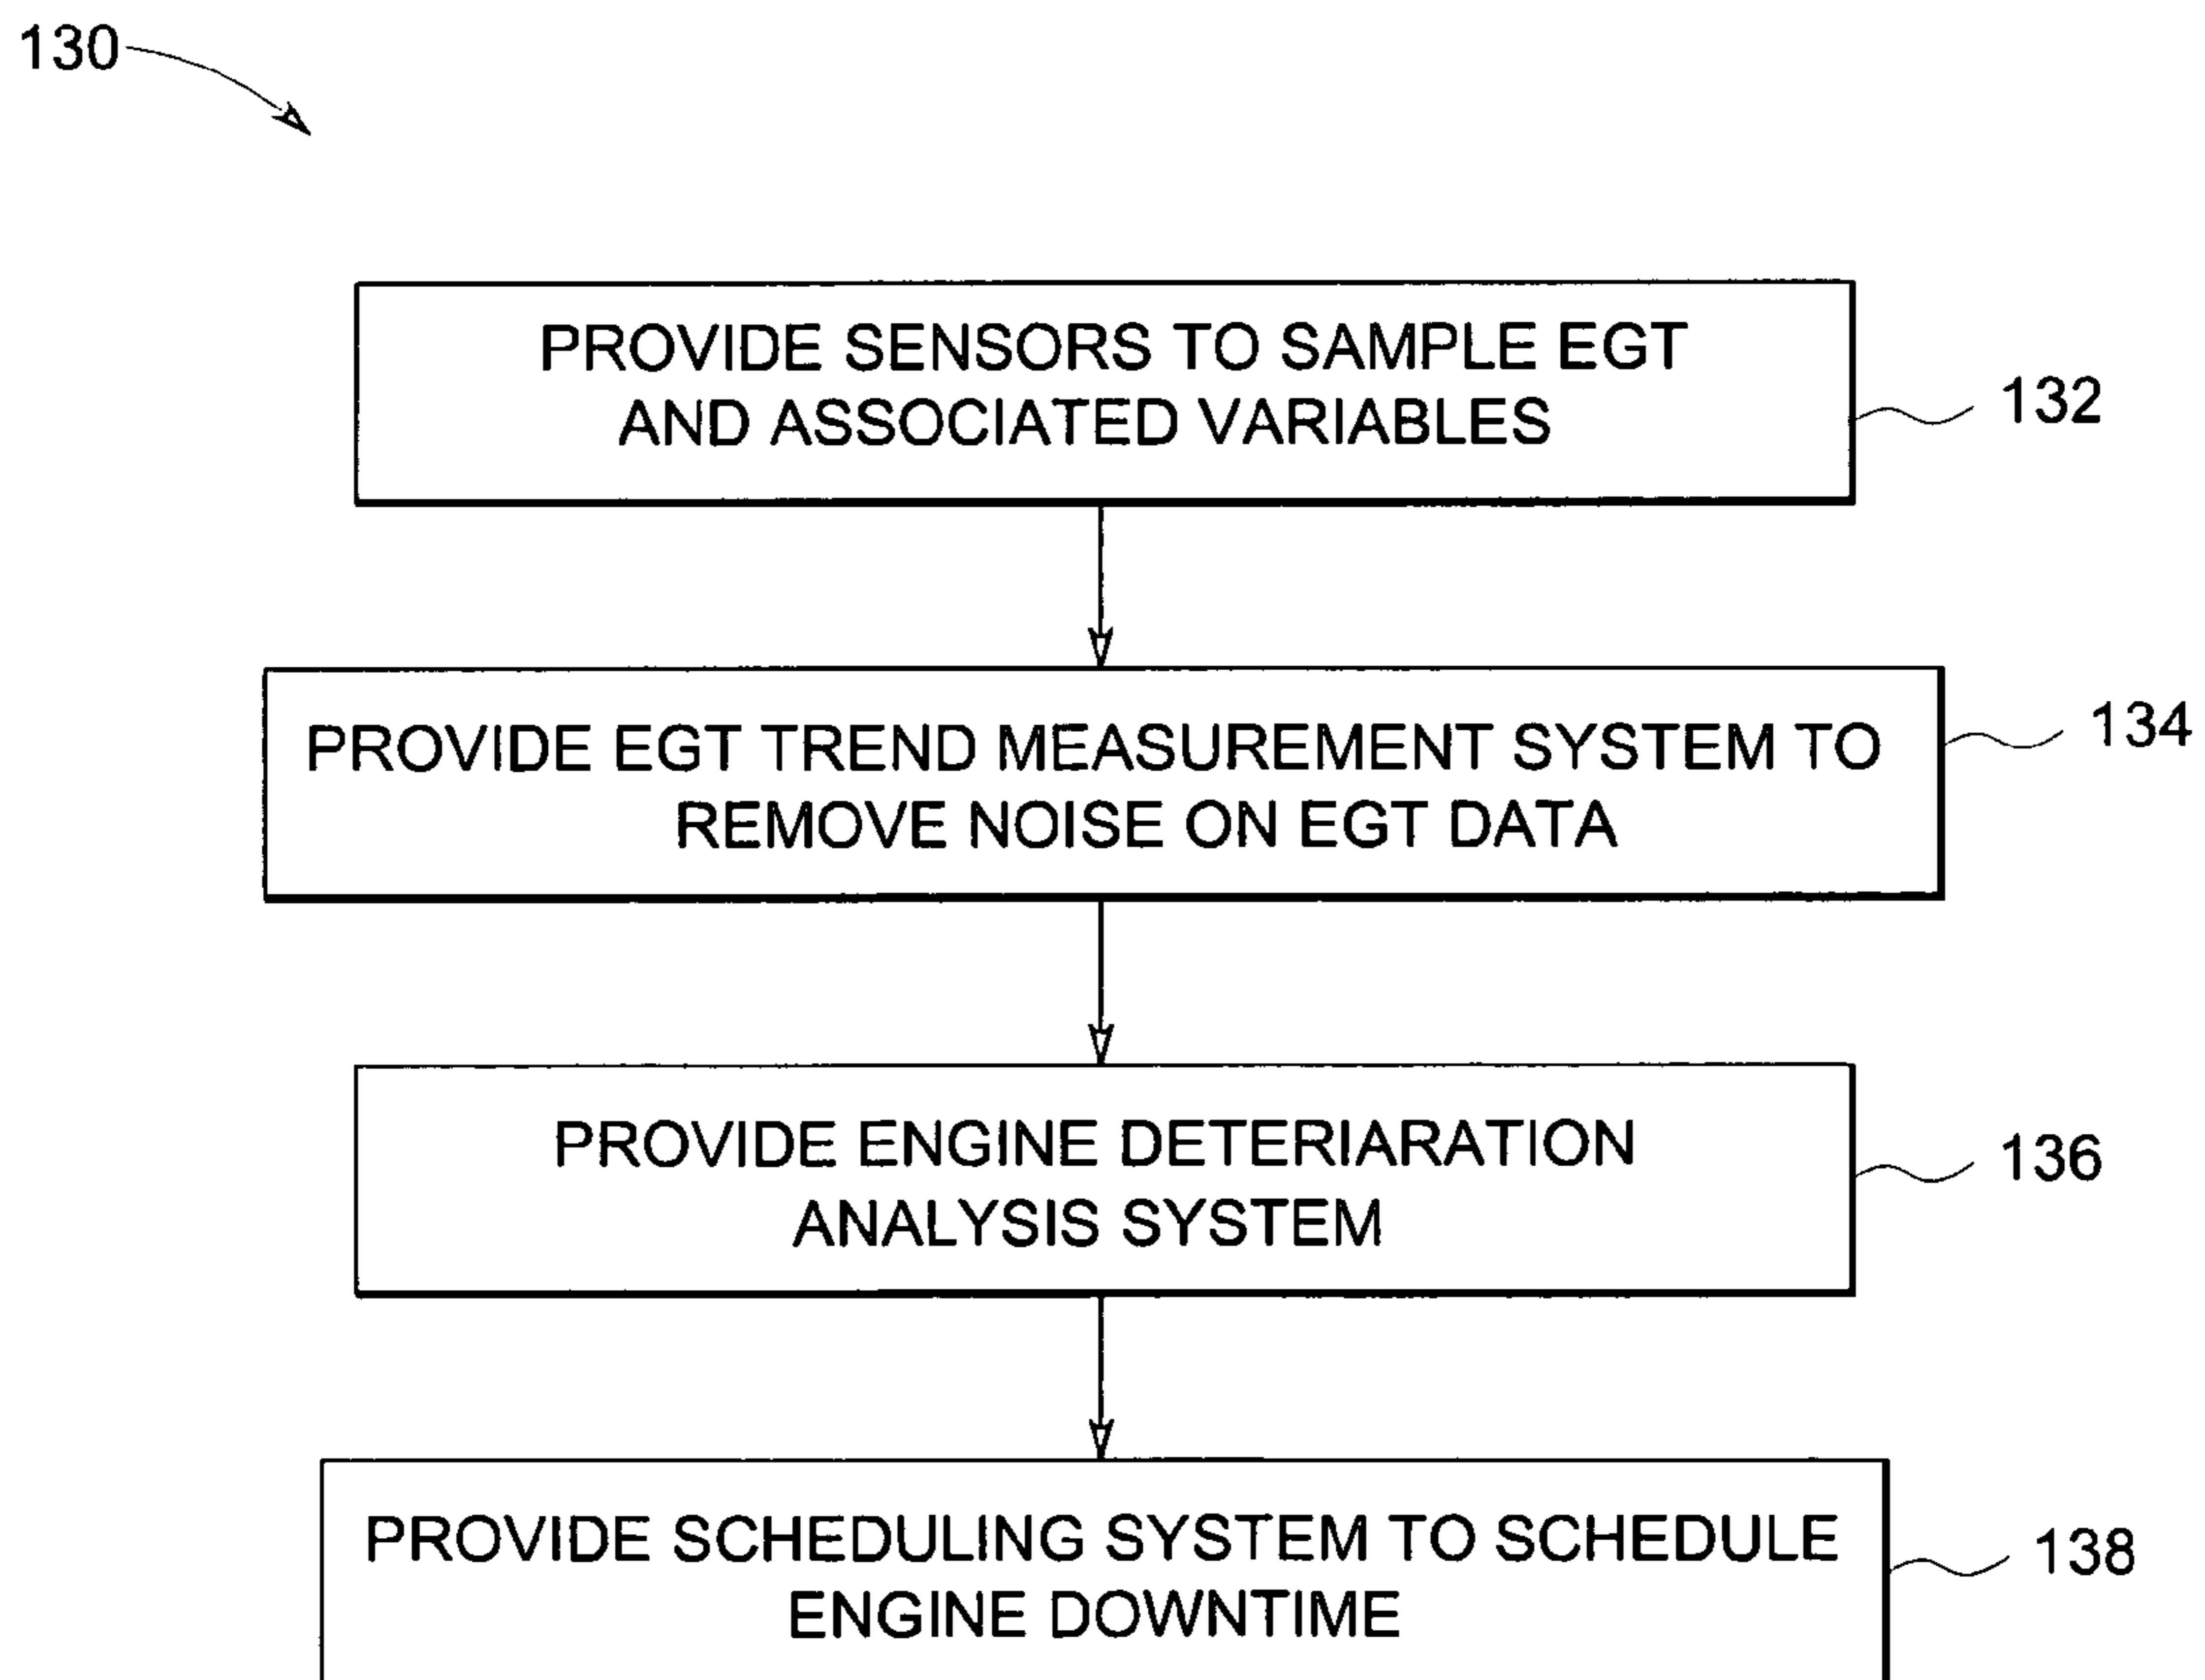 130
PROVIDE SENSORS TO SAMPLE EGT
AND ASSOCIATED VARIABLES
132
PROVIDE EGT TREND MEASUREMENT SYSTEM TO
REMOVE NOISE ON EGT DATA
134
PROVIDE ENGINE DETERIARATION
ANALYSIS SYSTEM
136
PROVIDE SCHEDULING SYSTEM TO SCHEDULE
ENGINE DOWNTIME
138